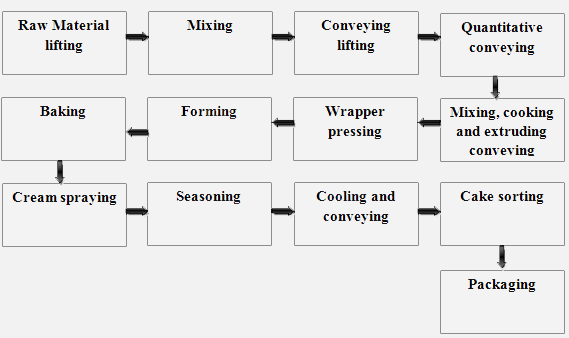 Raw Material
lifting
Mixing
Conveying
lifting
Quantitative
conveying
Mixing, cooking
and extruding
conveving
Wrapper
pressing
Forming
Baking
Cream spraying
Seasoning
Cooling and
conveying
Cake sorting
Packaging